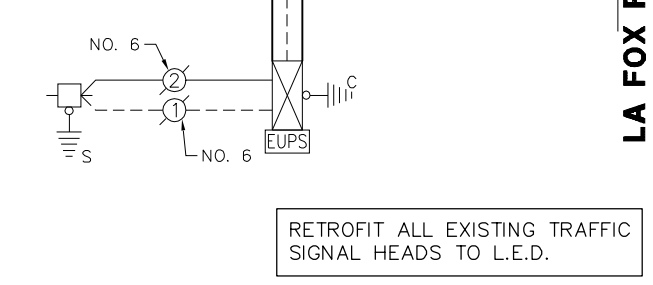 NO. 6
2
1
NO. 6
S
C
EUPS
LA FOX
RETROFIT ALL EXISTING TRAFFIC
SIGNAL HEADS TO L.E.D.